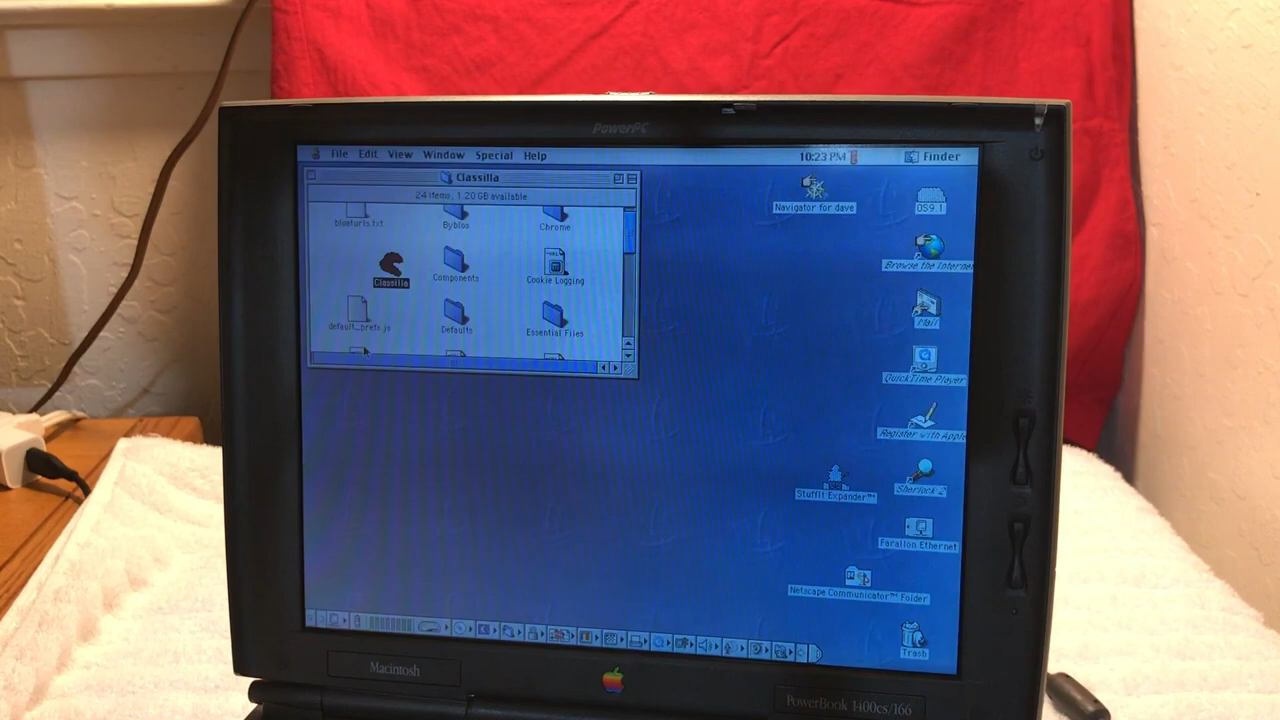 PowerPC
File Edit View Window Special Help
10:23 PM
Finder
Classilla
24 items, 1.20 GB available
Byblos
Chrome
Classilla
Components
Cookie Logging
default_prefs.js
Defaults
Essential Files
Navigator for dave
OS9.1
Browse the Internet
Mail
QuickTime Player
Register with Apple
Sherlock 2
StuffIt Expander™
Farallon Ethernet
Netscape Communicator™ Folder
Trash
Macintosh
PowerBook 1400cs/166